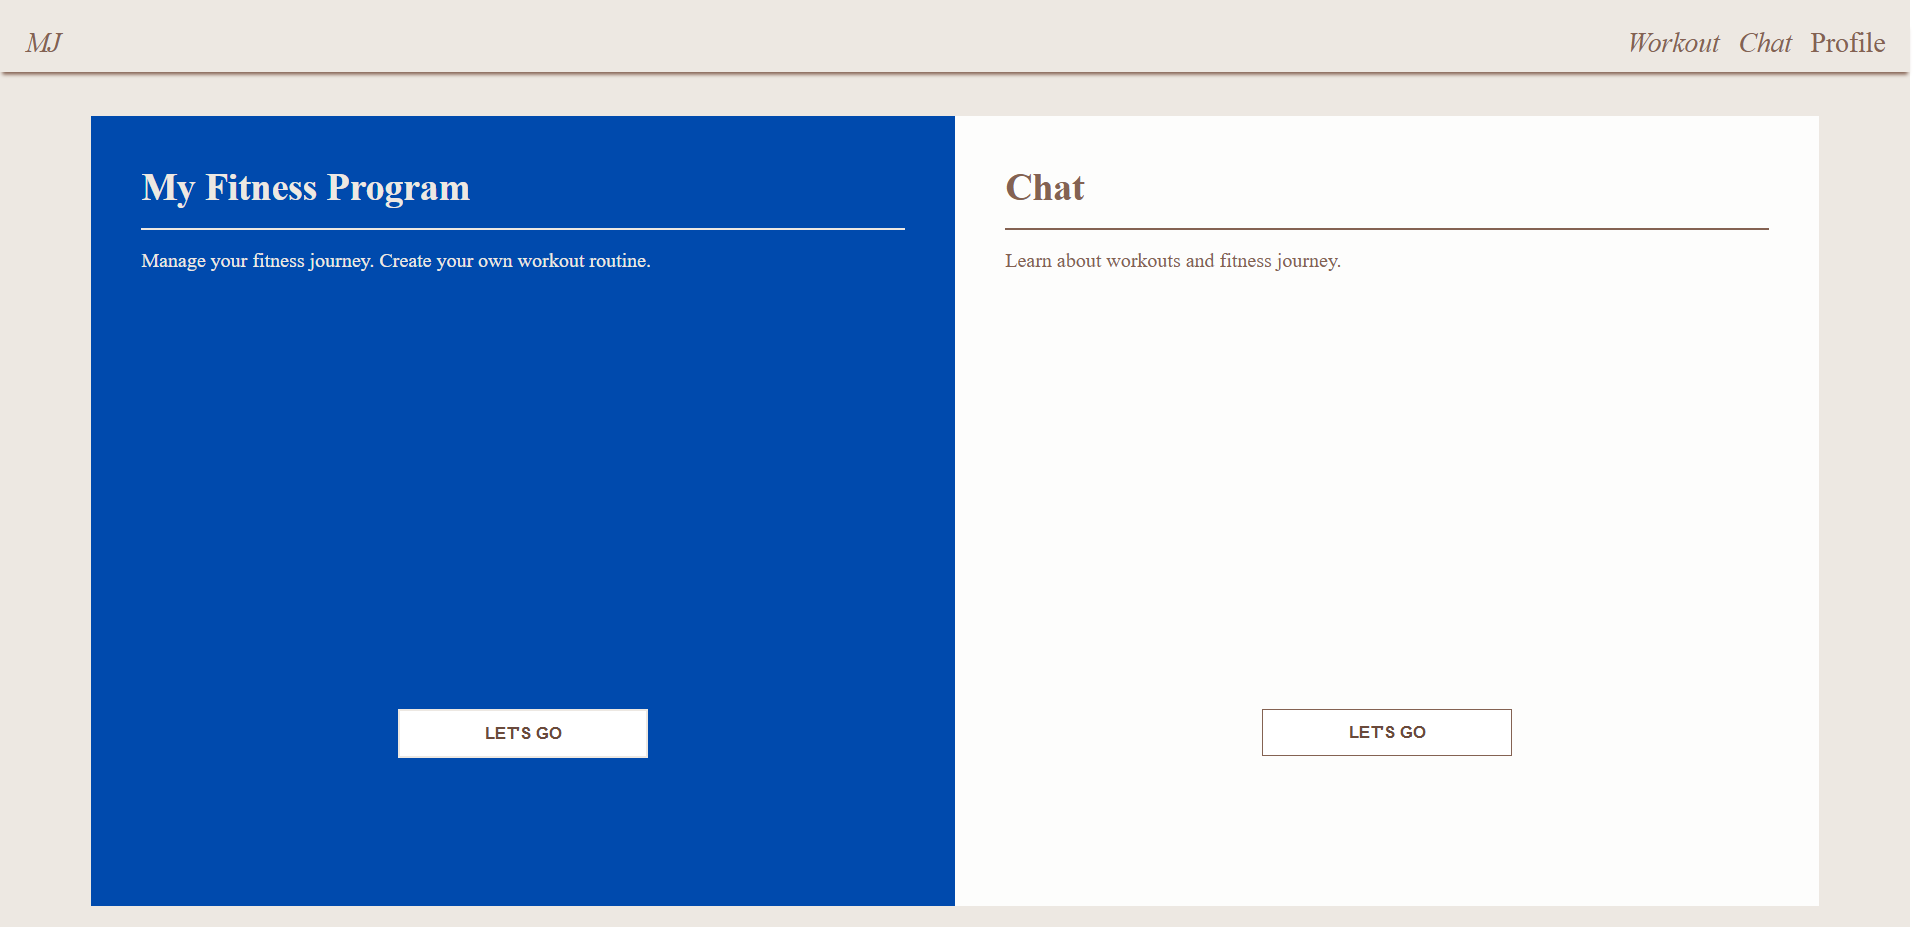 MJ
Workout Chat Profile
My Fitness Program
Manage your fitness journey. Create your own workout routine.
LET'S GO
Chat
Learn about workouts and fitness journey.
LET'S GO